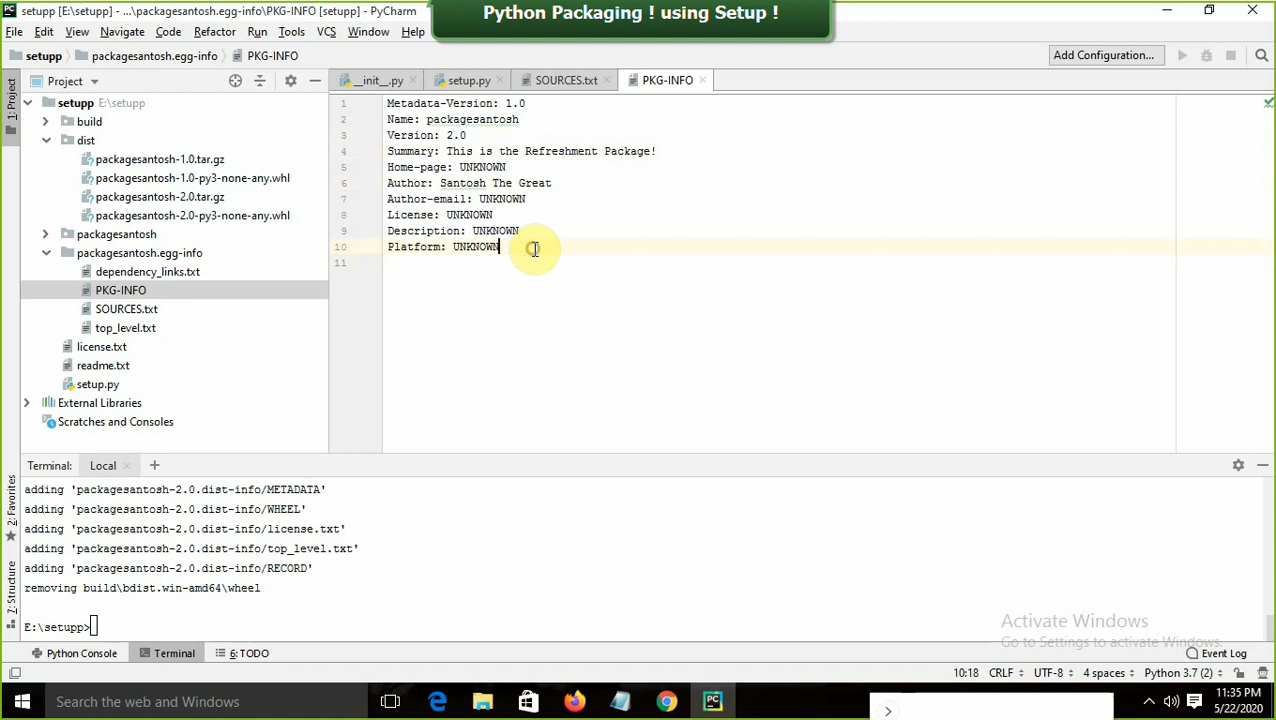 Python Packaging ! using Setup !
setupp [E:\setupp] - ...\packagesantosh.egg-info\PKG-INFO [setupp] - PyCharm
File Edit View Navigate Code Refactor Run Tools VCS Window Help
setupp packagesantosh.egg-info PKG-INFO
Add Configuration...
1: Project
Project
__init__.py setup.py SOURCES.txt PKG-INFO
setupp E:\setupp
build
dist
packagesantosh-1.0.tar.gz
packagesantosh-1.0-py3-none-any.whl
packagesantosh-2.0.tar.gz
packagesantosh-2.0-py3-none-any.whl
packagesantosh
packagesantosh.egg-info
dependency_links.txt
PKG-INFO
SOURCES.txt
top_level.txt
license.txt
readme.txt
setup.py
External Libraries
Scratches and Consoles
1 Metadata-Version: 1.0
2 Name: packagesantosh
3 Version: 2.0
4 Summary: This is the Refreshment Package!
5 Home-page: UNKNOWN
6 Author: Santosh The Great
7 Author-email: UNKNOWN
8 License: UNKNOWN
9 Description: UNKNOWN
10 Platform: UNKNOWN
11
Terminal: Local
2: Favorites
7: Structure
adding 'packagesantosh-2.0.dist-info/METADATA'
adding 'packagesantosh-2.0.dist-info/WHEEL'
adding 'packagesantosh-2.0.dist-info/license.txt'
adding 'packagesantosh-2.0.dist-info/top_level.txt'
adding 'packagesantosh-2.0.dist-info/RECORD'
removing build\bdist.win-amd64\wheel
E:\setupp>
Activate Windows
Go to Settings to activate Windows.
Python Console Terminal 6: TODO Event Log
10:18 CRLF UTF-8 4 spaces Python 3.7 (2)
Type here to search
11:35 PM
5/22/2020